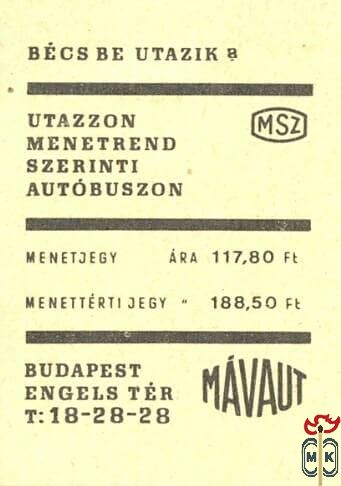 BÉCS BE UTAZIK ?
UTAZZON
MENETREND
SZERINTI
AUTÓBUSZON
MSZ
MENETJEGY ÁRA 117,80 Ft
MENETTÉRTI JEGY " 188,50 Ft
BUDAPEST
ENGELS TÉR
T: 18-28-28
MÁVAUT
M K